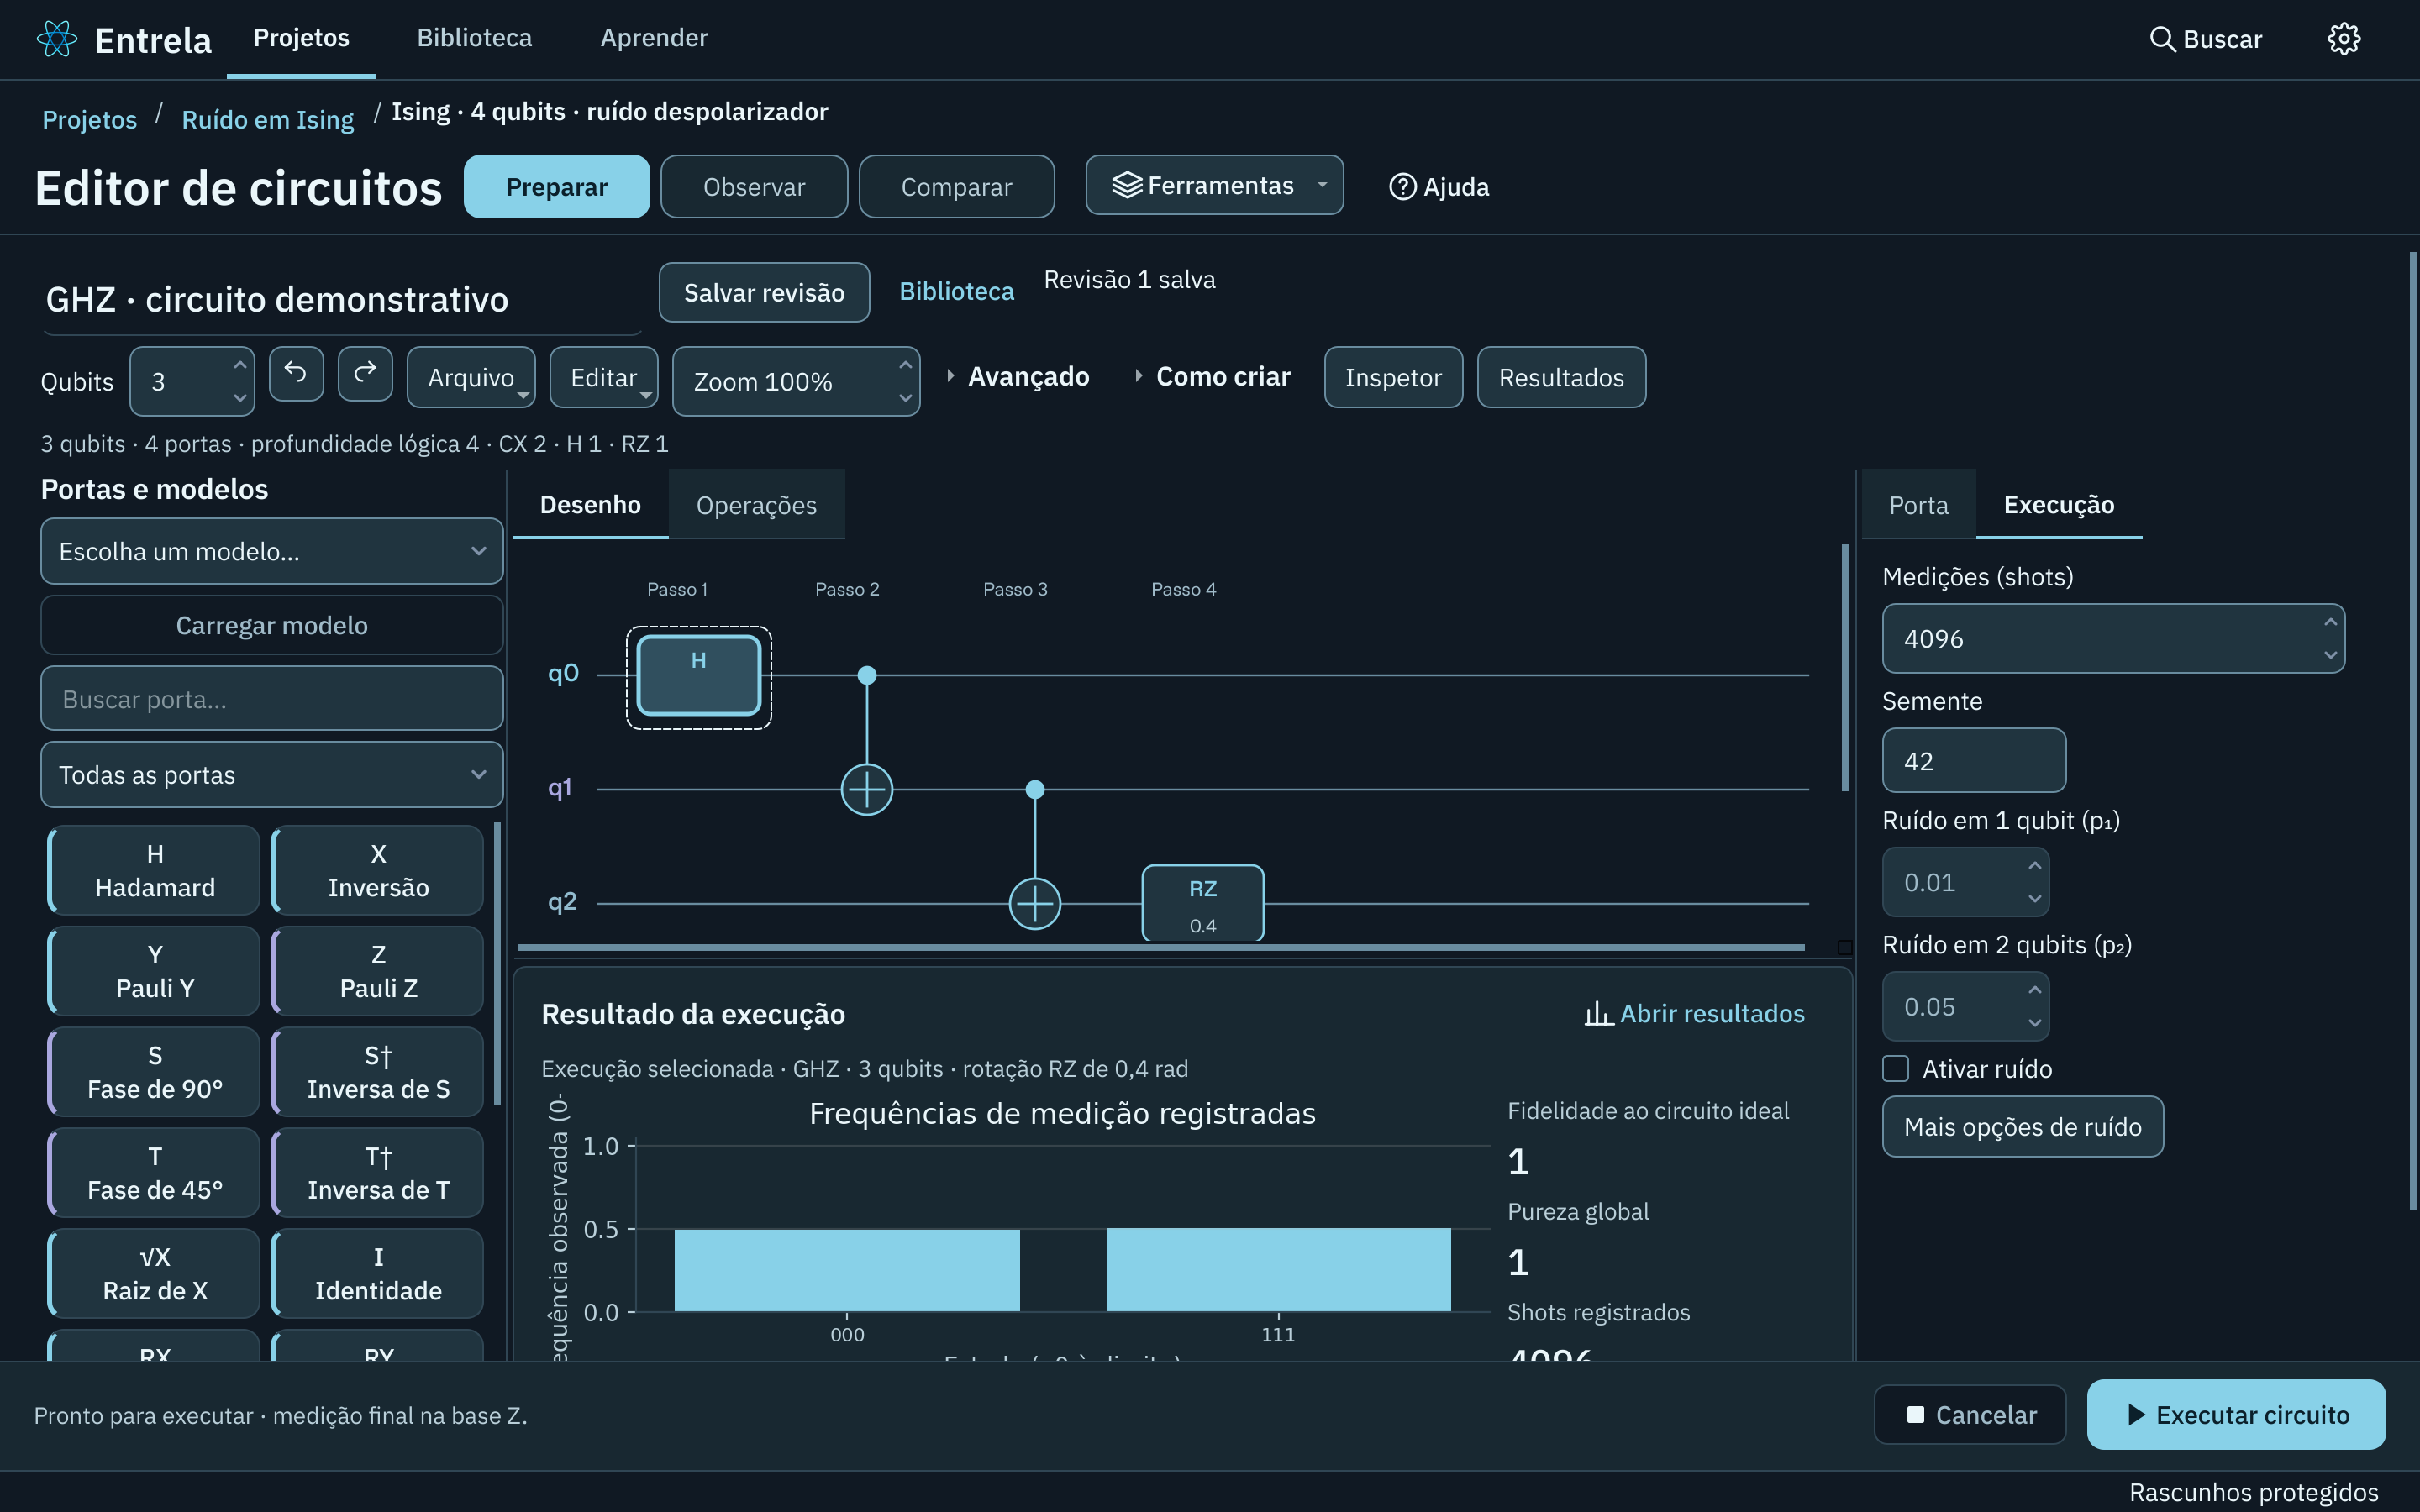 Entrela
Projetos
Biblioteca
Aprender
Buscar
Projetos / Ruído em Ising / Ising · 4 qubits · ruído despolarizador
Editor de circuitos
Preparar
Observar
Comparar
Ferramentas
Ajuda
GHZ · circuito demonstrativo
Salvar revisão
Biblioteca
Revisão 1 salva
Qubits
3
Arquivo
Editar
Zoom 100%
Avançado
Como criar
Inspetor
Resultados
3 qubits · 4 portas · profundidade lógica 4 · CX 2 · H 1 · RZ 1
Portas e modelos
Escolha um modelo...
Carregar modelo
Buscar porta...
Todas as portas
H
Hadamard
X
Inversão
Y
Pauli Y
Z
Pauli Z
S
Fase de 90°
S†
Inversa de S
T
Fase de 45°
T†
Inversa de T
√X
Raiz de X
I
Identidade
RX
RY
Desenho
Operações
Passo 1
Passo 2
Passo 3
Passo 4
q0
H
q1
q2
RZ
0.4
Resultado da execução
Abrir resultados
Execução selecionada · GHZ · 3 qubits · rotação RZ de 0,4 rad
Frequências de medição registradas
observada (0-
1.0
0.5
0.0
000
111
Fidelidade ao circuito ideal
1
Pureza global
1
Shots registrados
4096
Porta
Execução
Medições (shots)
4096
Semente
42
Ruído em 1 qubit (p₁)
0.01
Ruído em 2 qubits (p₂)
0.05
Ativar ruído
Mais opções de ruído
Pronto para executar · medição final na base Z.
Cancelar
Executar circuito
Rascunhos protegidos